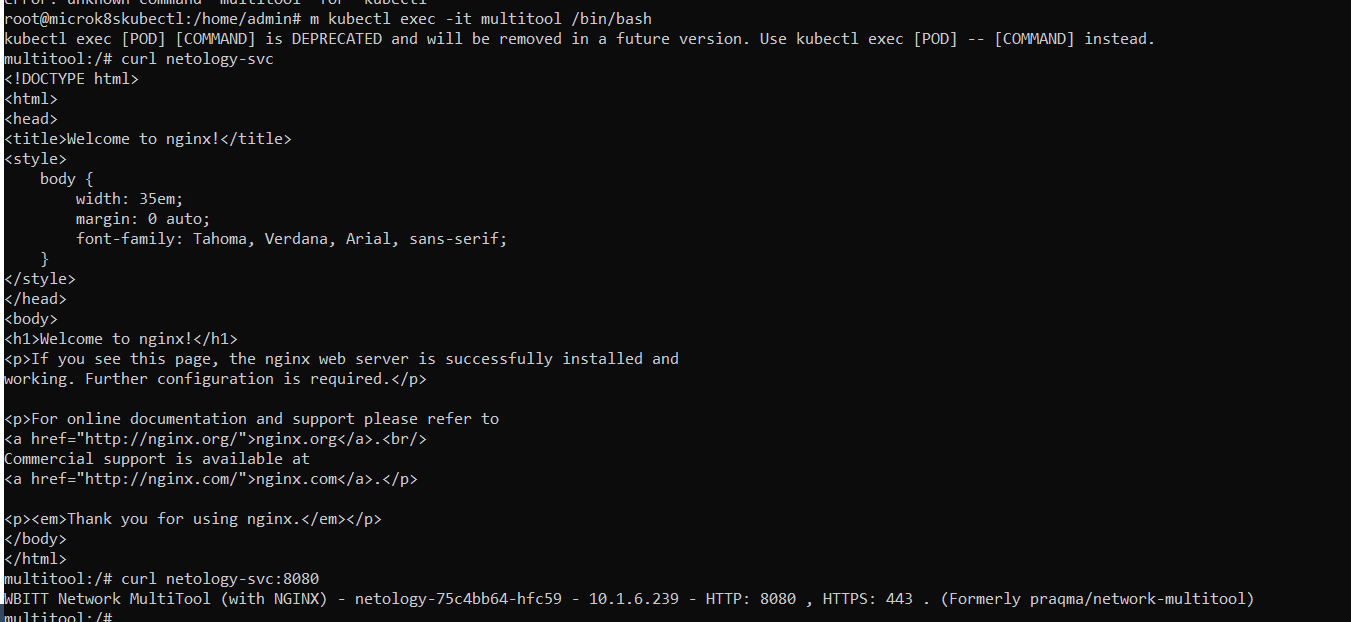 error: unknown command "multitool" for "kubectl"
root@microk8skubectl:/home/admin# m kubectl exec -it multitool /bin/bash
kubectl exec [POD] [COMMAND] is DEPRECATED and will be removed in a future version. Use kubectl exec [POD] -- [COMMAND] instead.
multitool:/# curl netology-svc
<!DOCTYPE html>
<html>
<head>
<title>Welcome to nginx!</title>
<style>
    body {
        width: 35em;
        margin: 0 auto;
        font-family: Tahoma, Verdana, Arial, sans-serif;
    }
</style>
</head>
<body>
<h1>Welcome to nginx!</h1>
<p>If you see this page, the nginx web server is successfully installed and
working. Further configuration is required.</p>

<p>For online documentation and support please refer to
<a href="http://nginx.org/">nginx.org</a>.<br/>
Commercial support is available at
<a href="http://nginx.com/">nginx.com</a>.</p>

<p><em>Thank you for using nginx.</em></p>
</body>
</html>
multitool:/# curl netology-svc:8080
WBITT Network MultiTool (with NGINX) - netology-75c4bb64-hfc59 - 10.1.6.239 - HTTP: 8080 , HTTPS: 443 . (Formerly praqma/network-multitool)
multitool:/#